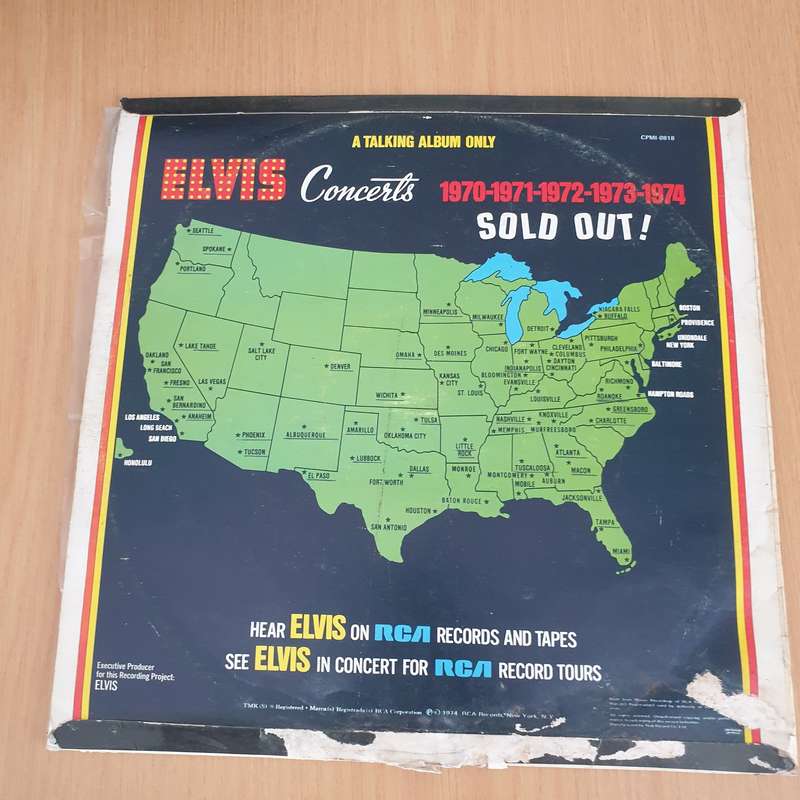 A TALKING ALBUM ONLY
CPM1-0818
ELVIS Concerts 1970-1971-1972-1973-1974
SOLD OUT!
SEATTLE
SPOKANE
PORTLAND
MINNEAPOLIS
MILWAUKEE
DETROIT
NIAGARA FALLS
BUFFALO
BOSTON
PROVIDENCE
UNIONDALE
NEW YORK
OAKLAND
LAKE TAHOE
SALT LAKE
CITY
SAN
FRANCISCO
FRESNO
LAS VEGAS
DENVER
OMAHA
DES MOINES
CHICAGO
FORT WAYNE
CLEVELAND
COLUMBUS
PITTSBURGH
PHILADELPHIA
BALTIMORE
INDIANAPOLIS
DAYTON
CINCINNATI
KANSAS
CITY
ST. LOUIS
BLOOMINGTON
EVANSVILLE
LOUISVILLE
RICHMOND
ROANOKE
HAMPTON ROADS
SAN
BERNARDINO
LOS ANGELES
ANAHEIM
LONG BEACH
SAN DIEGO
WICHITA
GREENSBORO
CHARLOTTE
NASHVILLE
KNOXVILLE
MEMPHIS
MURFREESBORO
HONOLULU
PHOENIX
TUCSON
ALBUQUERQUE
AMARILLO
TULSA
OKLAHOMA CITY
LITTLE
ROCK
ATLANTA
LUBBOCK
EL PASO
DALLAS
FORT WORTH
MONROE
TUSCALOOSA
MACON
MONTGOMERY
AUBURN
MOBILE
BATON ROUGE
JACKSONVILLE
HOUSTON
SAN ANTONIO
TAMPA
MIAMI
HEAR ELVIS ON RCA RECORDS AND TAPES
SEE ELVIS IN CONCERT FOR RCA RECORD TOURS
Executive Producer
for this Recording Project:
ELVIS
TMK (S) ® Registered • Marca(s) Registrada(s) RCA Corporation ℗© 1974 RCA Records, New York, N.Y.